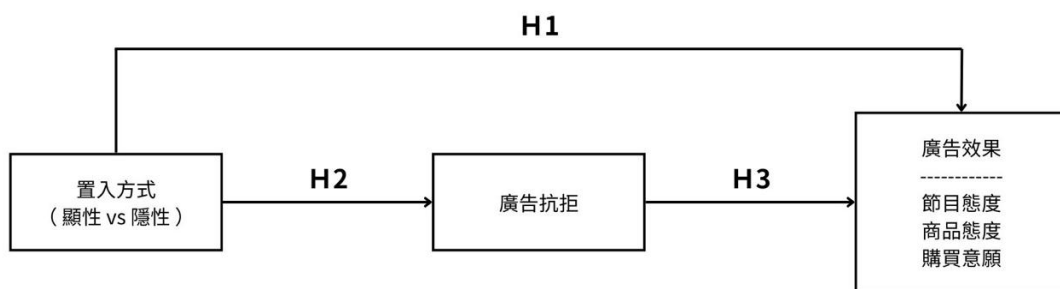 H1
置入方式
（ 顯性 vs 隱性 ）
H2
廣告抗拒
H3
廣告效果
------------
節目態度
商品態度
購買意願